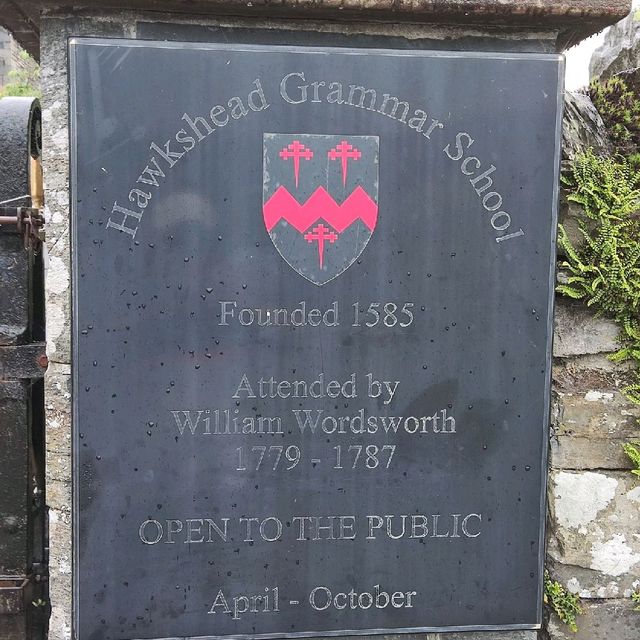 Hawkshead Grammar School
Founded 1585
Attended by
William Wordsworth
1779 - 1787
OPEN TO THE PUBLIC
April - October